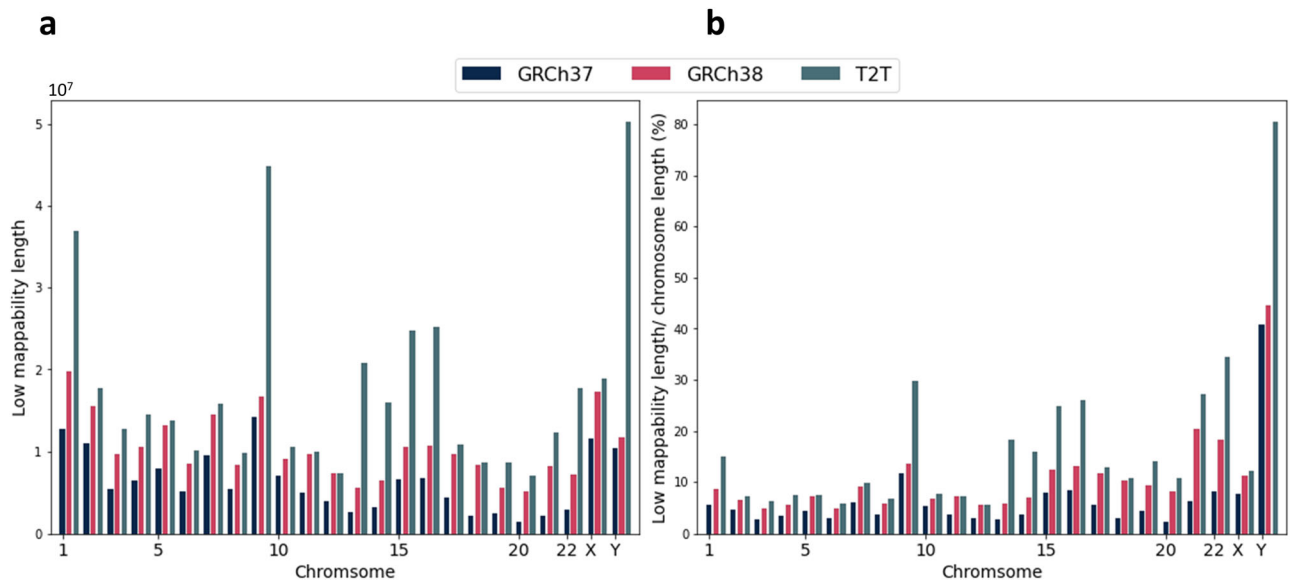 a
b
GRCh37 GRCh38 T2T
10⁷
Low mappability length
5
4
3
2
1
0
1 5 10 15 20 22 X Y
Chromsome
Low mappability length/ chromosome length (%)
80
70
60
50
40
30
20
10
0
1 5 10 15 20 22 X Y
Chromsome